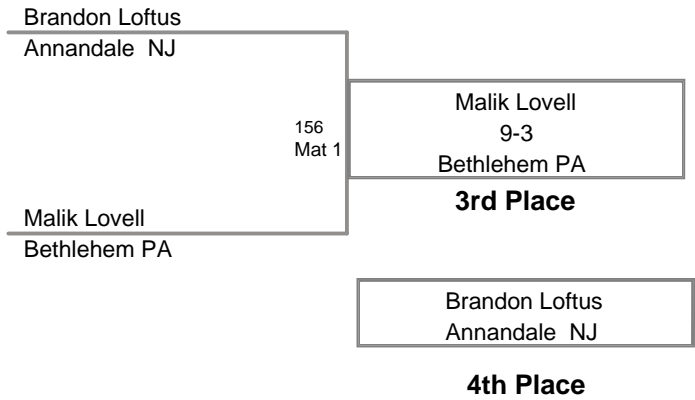 Brandon Loftus
Annandale  NJ
Malik Lovell
9-3
Bethlehem PA
156
Mat 1
3rd Place
Malik Lovell
Bethlehem PA
Brandon Loftus
Annandale  NJ
4th Place